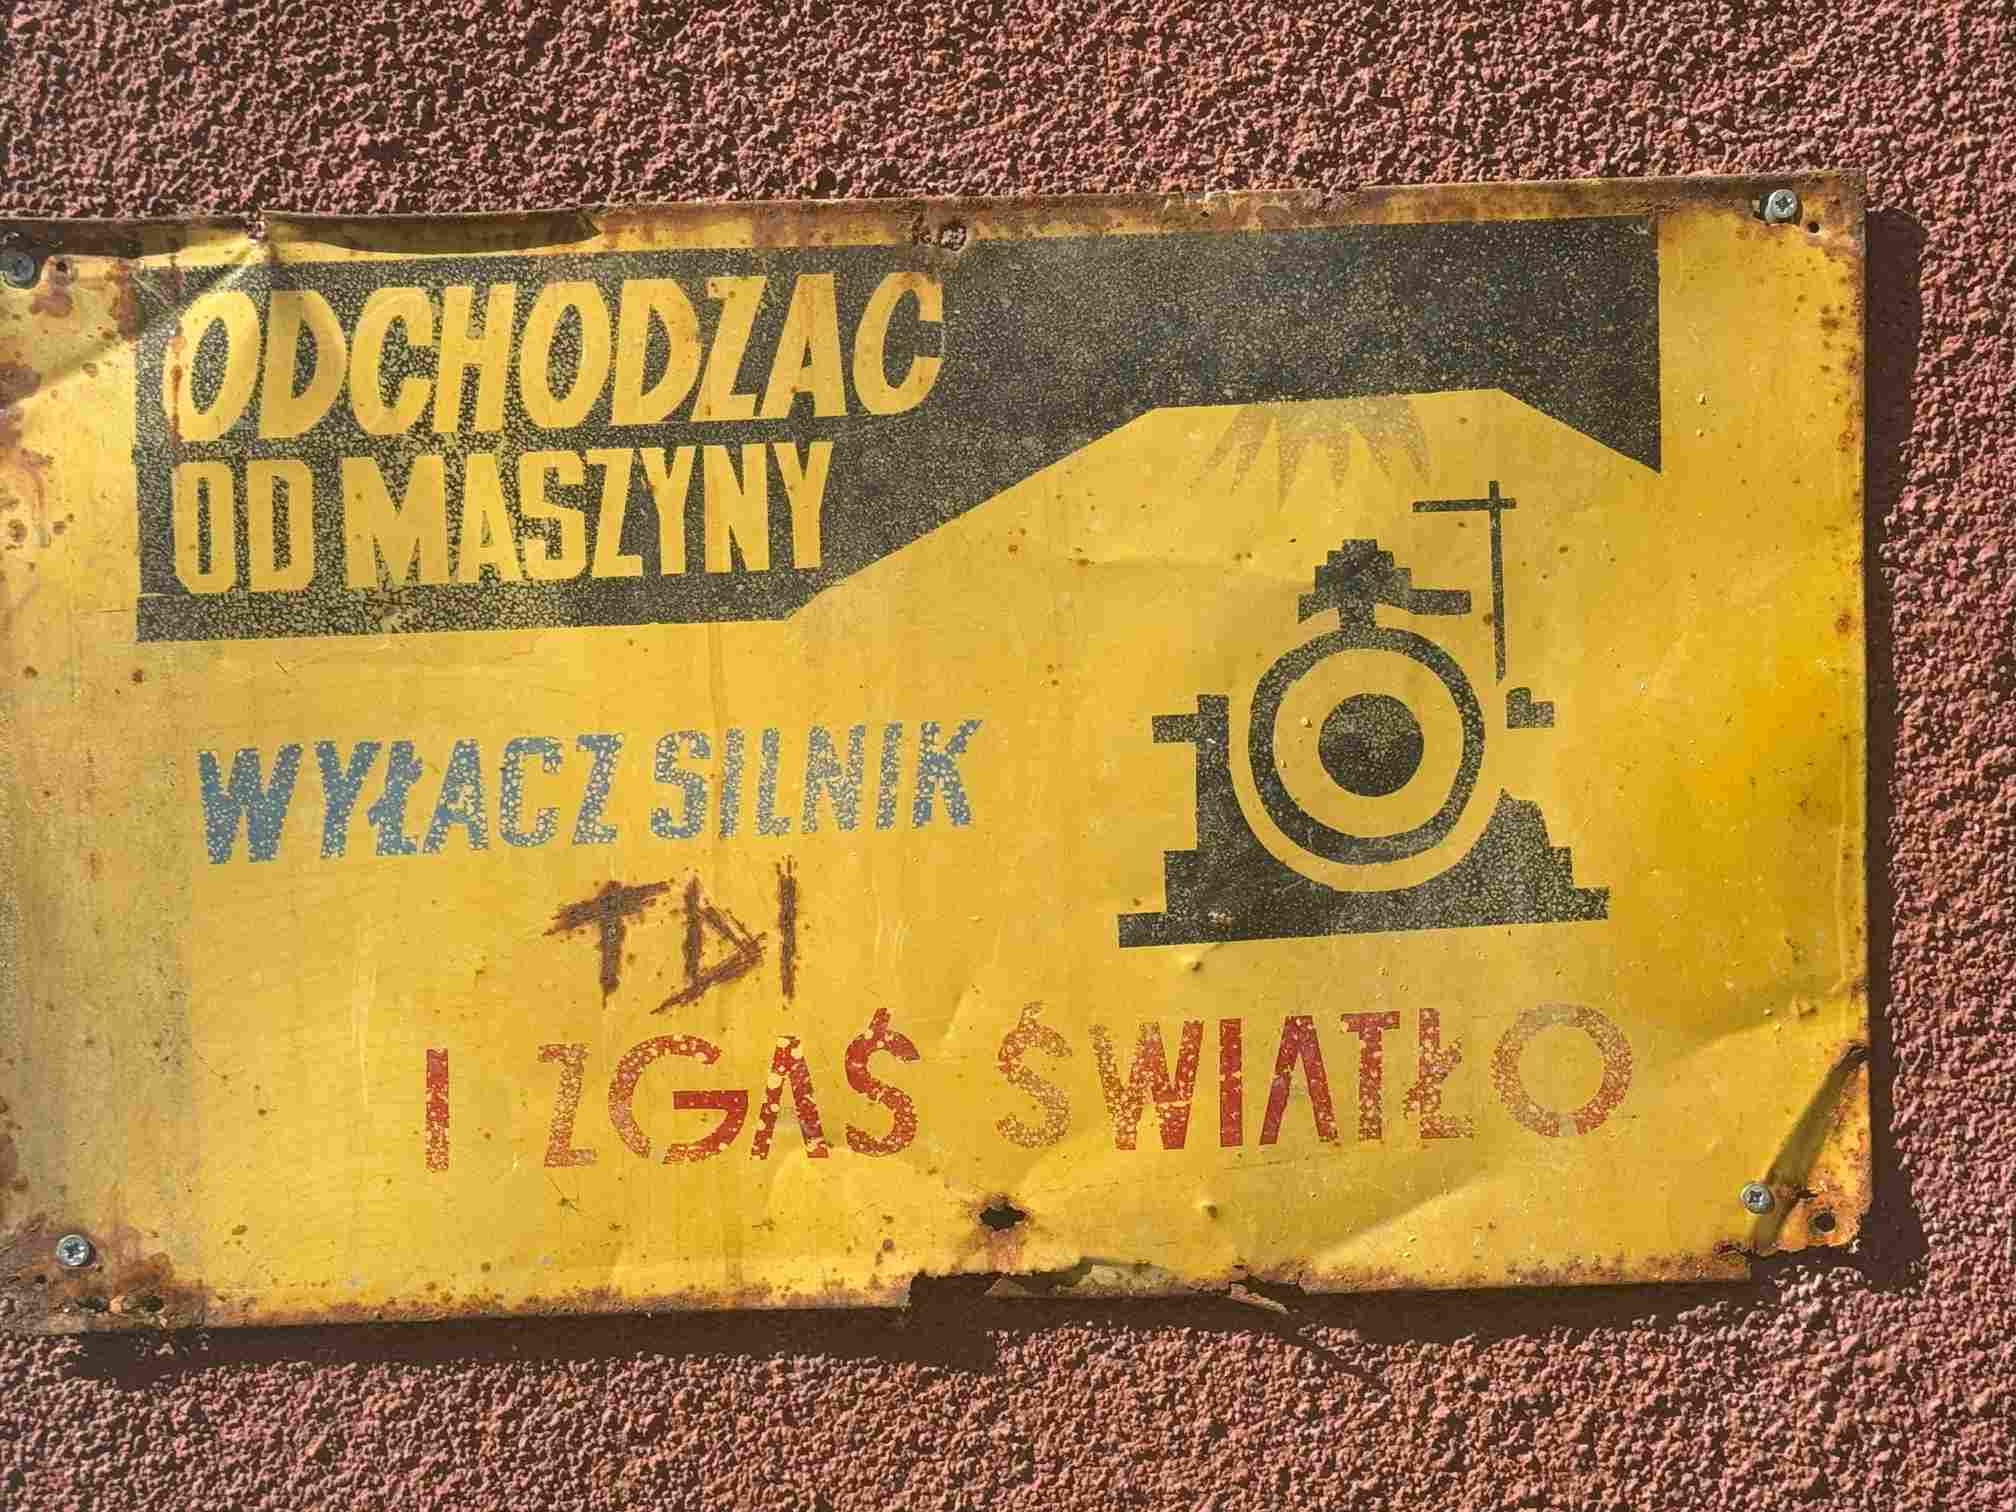 ODCHODZAC
OD MASZYNY
WYŁACZ SILNIK
TDI
I ZGAŚ ŚWIATŁO